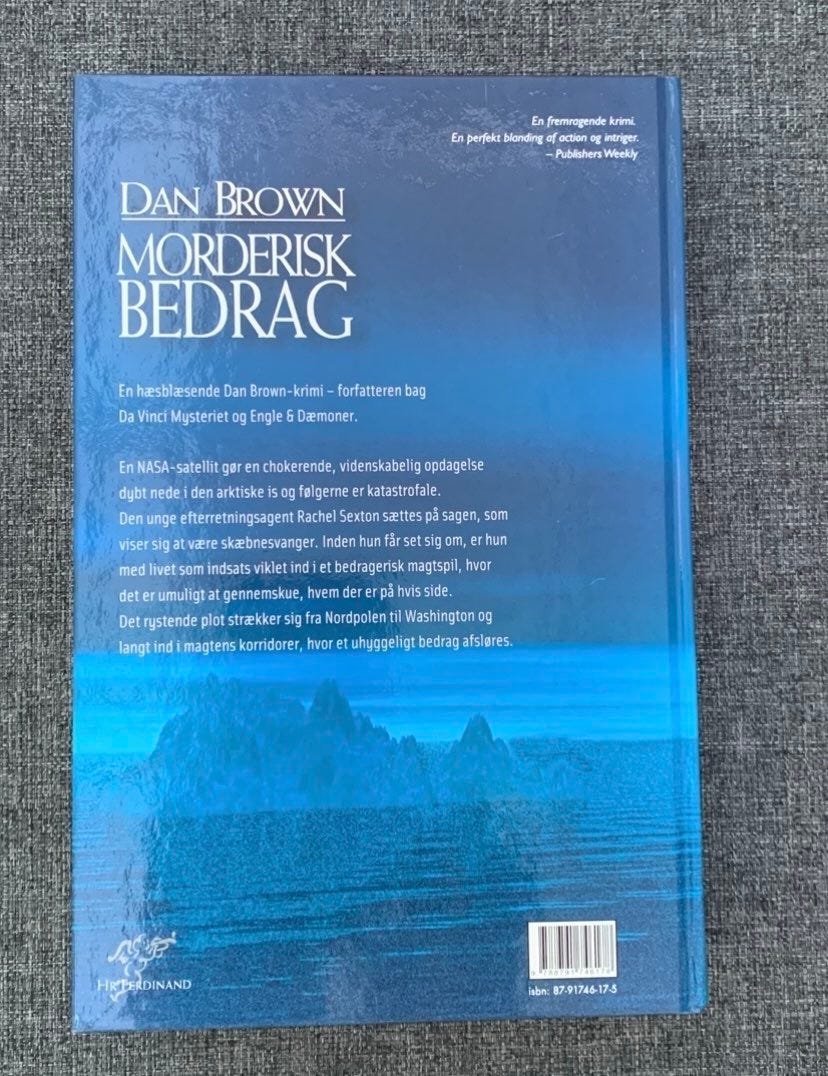 En fremragende krimi.
En perfekt blanding af action og intriger.
– Publishers Weekly
DAN BROWN
MORDERISK
BEDRAG
En hæsblæsende Dan Brown-krimi – forfatteren bag
Da Vinci Mysteriet og Engle & Dæmoner.
En NASA-satellit gør en chokerende, videnskabelig opdagelse
dybt nede i den arktiske is og følgerne er katastrofale.
Den unge efterretningsagent Rachel Sexton sættes på sagen, som
viser sig at være skæbnesvanger. Inden hun får set sig om, er hun
med livet som indsats viklet ind i et bedragerisk magtspil, hvor
det er umuligt at gennemskue, hvem der er på hvis side.
Det rystende plot strækker sig fra Nordpolen til Washington og
langt ind i magtens korridorer, hvor et uhyggeligt bedrag afsløres.
HR FERDINAND
isbn: 87-91746-17-5